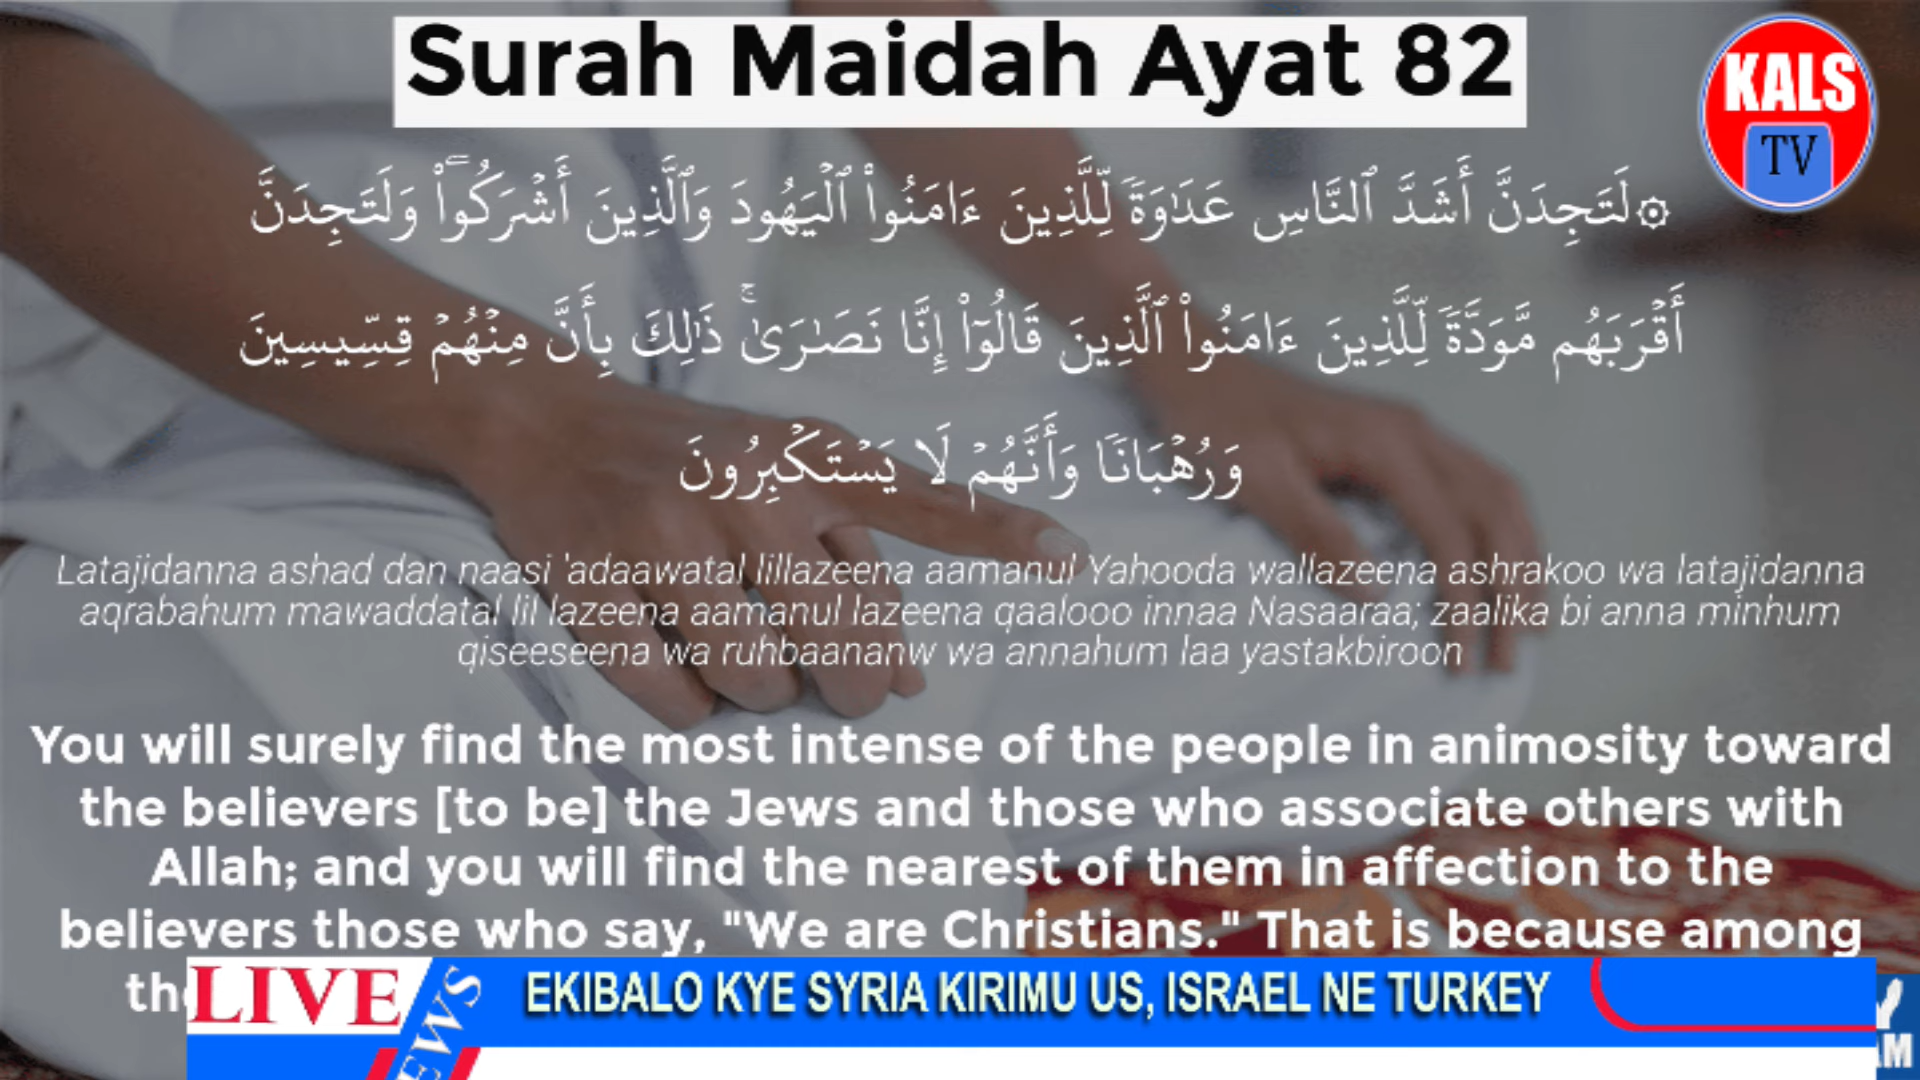 Surah Maidah Ayat 82
KALS
TV
۞لَتَجِدَنَّ أَشَدَّ ٱلنَّاسِ عَدَٰوَةً لِّلَّذِينَ ءَامَنُوا۟ ٱلْيَهُودَ وَٱلَّذِينَ أَشْرَكُوا۟ ۖ وَلَتَجِدَنَّ
أَقْرَبَهُم مَّوَدَّةً لِّلَّذِينَ ءَامَنُوا۟ ٱلَّذِينَ قَالُوٓا۟ إِنَّا نَصَٰرَىٰ ۚ ذَٰلِكَ بِأَنَّ مِنْهُمْ قِسِّيسِينَ
وَرُهْبَانًا وَأَنَّهُمْ لَا يَسْتَكْبِرُونَ
Latajidanna ashad dan naasi 'adaawatal lillazeena aamanul Yahooda wallazeena ashrakoo wa latajidanna
aqrabahum mawaddatal lil lazeena aamanul lazeena qaalooo innaa Nasaaraa; zaalika bi anna minhum
qiseeseena wa ruhbaananw wa annahum laa yastakbiroon
You will surely find the most intense of the people in animosity toward
the believers [to be] the Jews and those who associate others with
Allah; and you will find the nearest of them in affection to the
believers those who say, "We are Christians." That is because among
LIVE
EKIBALO KYE SYRIA KIRIMU US, ISRAEL NE TURKEY